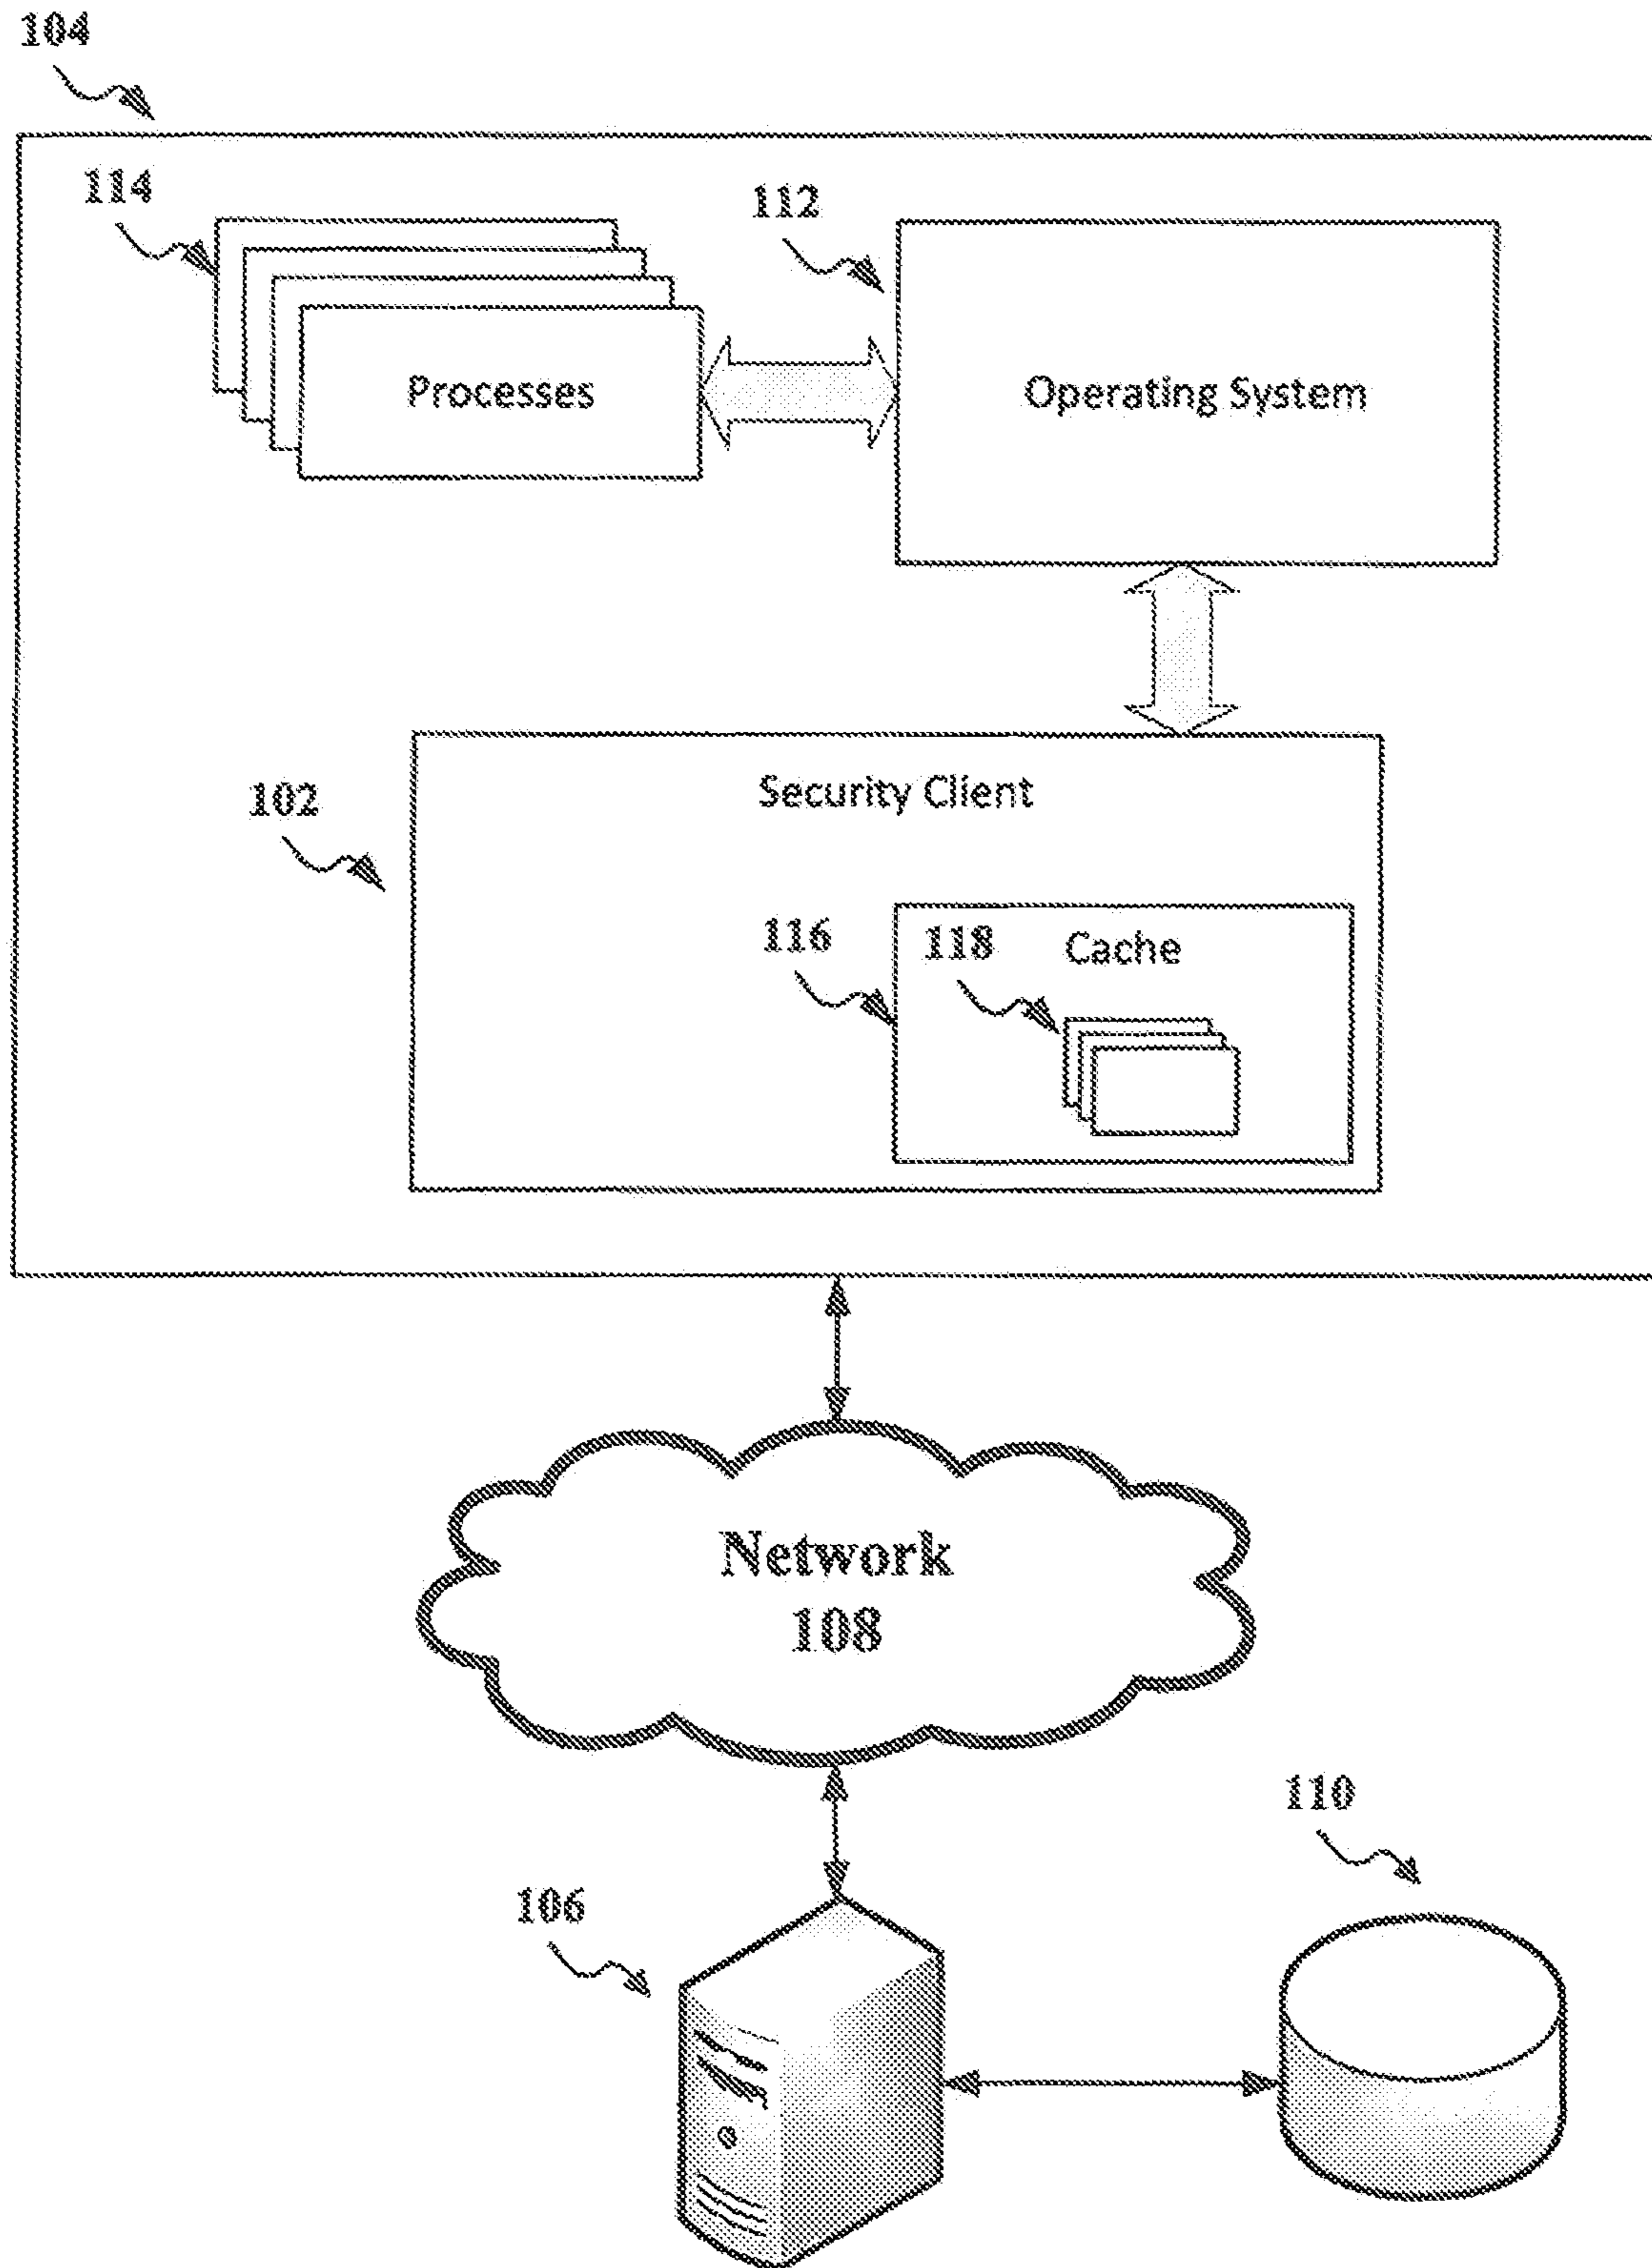 104
114
112
Processes
Operating System
Security Client
102
116
118
Cache
Network
108
110
106